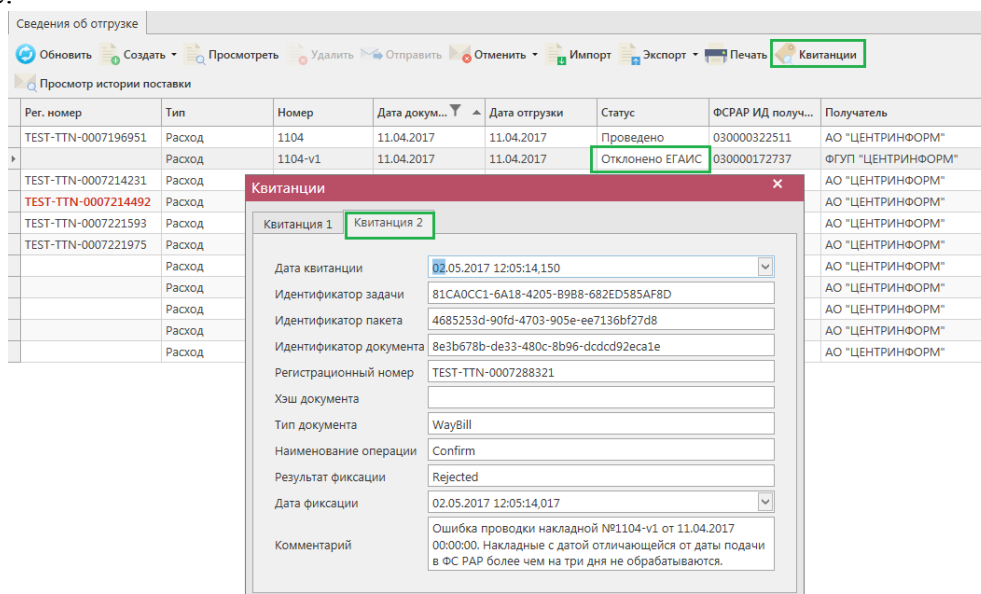 Сведения об отгрузке
Обновить Создать Просмотреть Удалить Отправить Отменить Импорт Экспорт Печать Квитанции
Просмотр истории поставки
Рег. номер Тип Номер Дата докум... Дата отгрузки Статус ФСРАР ИД получ... Получатель
TEST-TTN-0007196951 Расход 1104 11.04.2017 11.04.2017 Проведено 030000322511 АО "ЦЕНТРИНФОРМ"
Расход 1104-v1 11.04.2017 11.04.2017 Отклонено ЕГАИС 030000172737 ФГУП "ЦЕНТРИНФОРМ"
TEST-TTN-0007214231 Расход АО "ЦЕНТРИНФОРМ"
TEST-TTN-0007214492 Расход АО "ЦЕНТРИНФОРМ"
TEST-TTN-0007221593 Расход АО "ЦЕНТРИНФОРМ"
TEST-TTN-0007221975 Расход АО "ЦЕНТРИНФОРМ"
Расход АО "ЦЕНТРИНФОРМ"
Расход АО "ЦЕНТРИНФОРМ"
Расход АО "ЦЕНТРИНФОРМ"
Расход АО "ЦЕНТРИНФОРМ"
Расход АО "ЦЕНТРИНФОРМ"
Квитанции
Квитанция 1 Квитанция 2
Дата квитанции 02.05.2017 12:05:14,150
Идентификатор задачи 81CA0CC1-6A18-4205-B9B8-682ED585AF8D
Идентификатор пакета 4685253d-90fd-4703-905e-ee7136bf27d8
Идентификатор документа 8e3b678b-de33-480c-8b96-dcdcd92eca1e
Регистрационный номер TEST-TTN-0007288321
Хэш документа
Тип документа WayBill
Наименование операции Confirm
Результат фиксации Rejected
Дата фиксации 02.05.2017 12:05:14,017
Комментарий Ошибка проводки накладной №1104-v1 от 11.04.2017
00:00:00. Накладные с датой отличающейся от даты подачи
в ФС РАР более чем на три дня не обрабатываются.